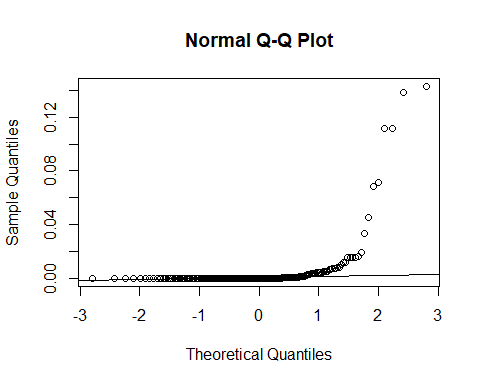 Normal Q-Q Plot
Sample Quantiles
0.12
0.08
0.04
0.00
-3 -2 -1 0 1 2 3
Theoretical Quantiles